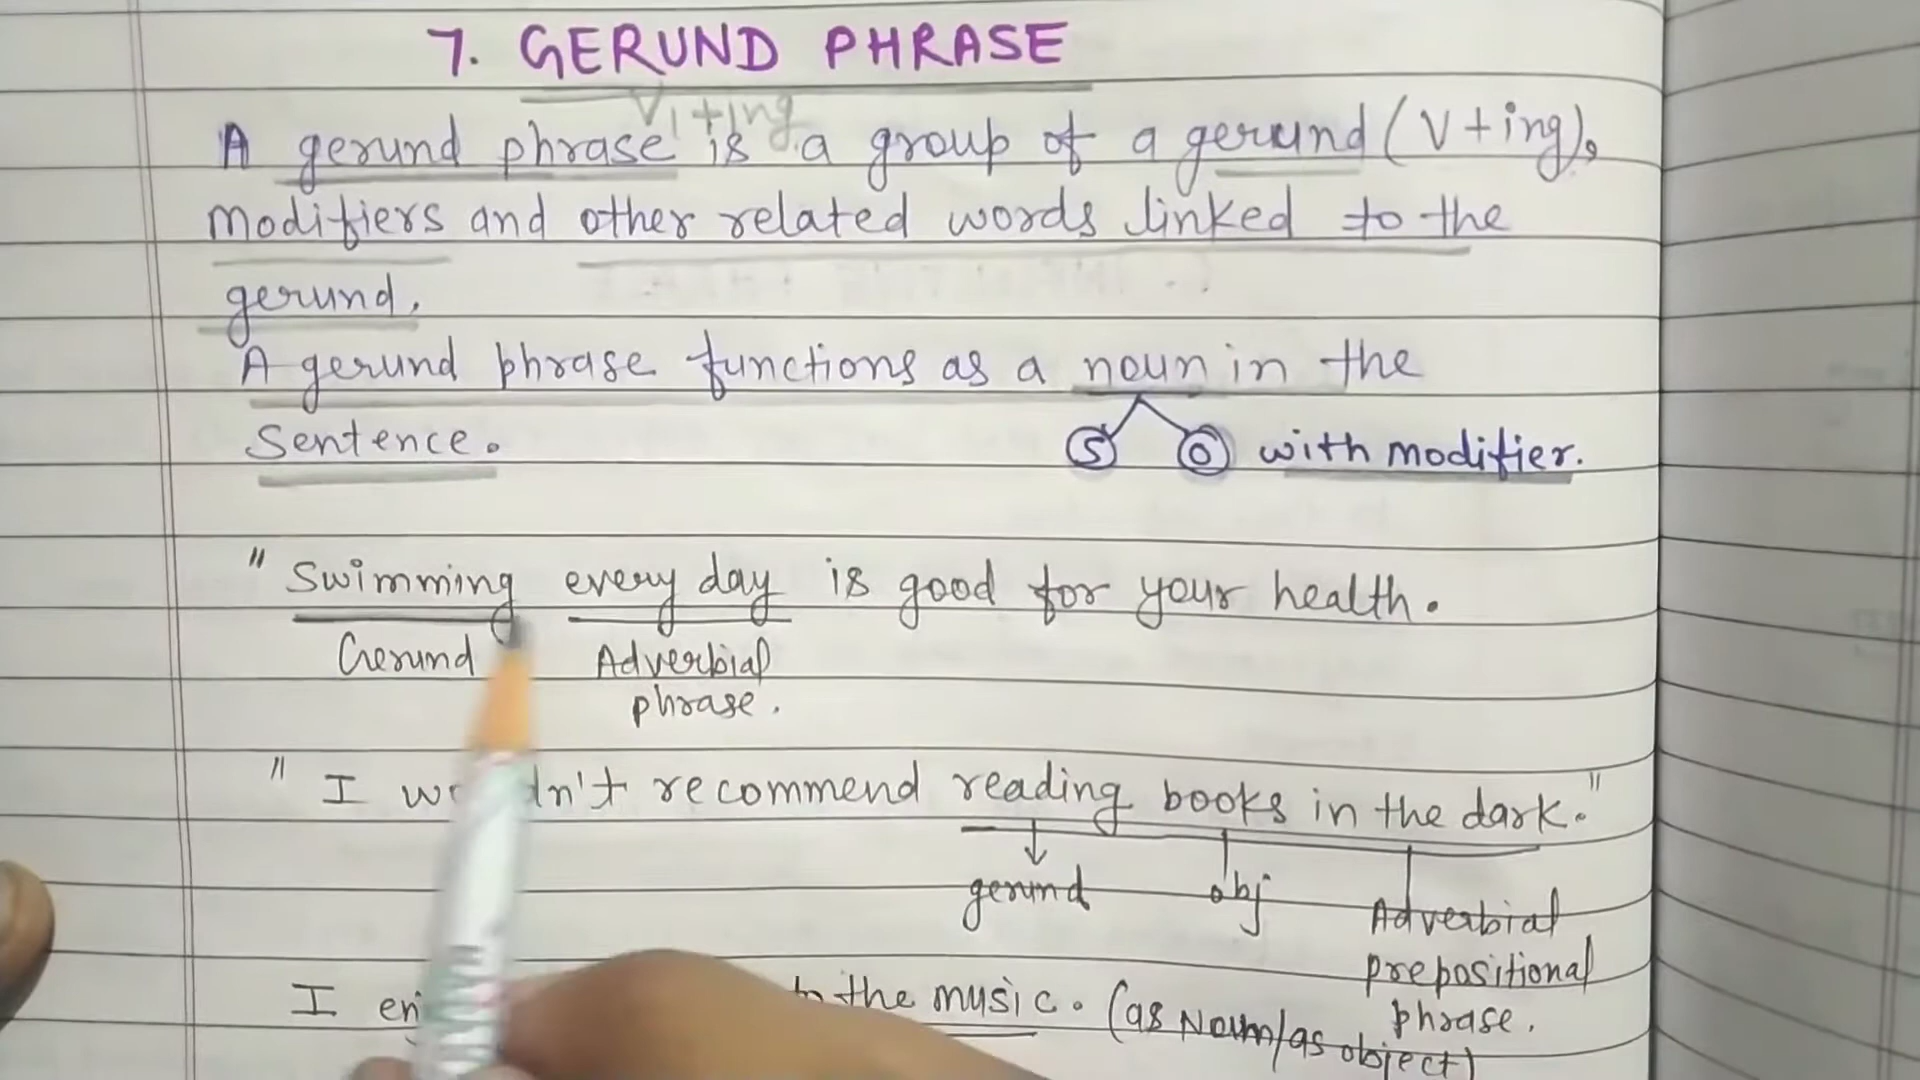 7. GERUND PHRASE
V1+ing
A gerund phrase is a group of a gerund (V+ing),
modifiers and other related words linked to the
gerund.
A gerund phrase functions as a noun in the
sentence.
S O with modifier.
"Swimming every day is good for your health.
Gerund Adverbial
phrase.
"I recommend reading books in the dark."
gerund obj Adverbial
prepositional
phrase.
I the music. (as Noun/as object)